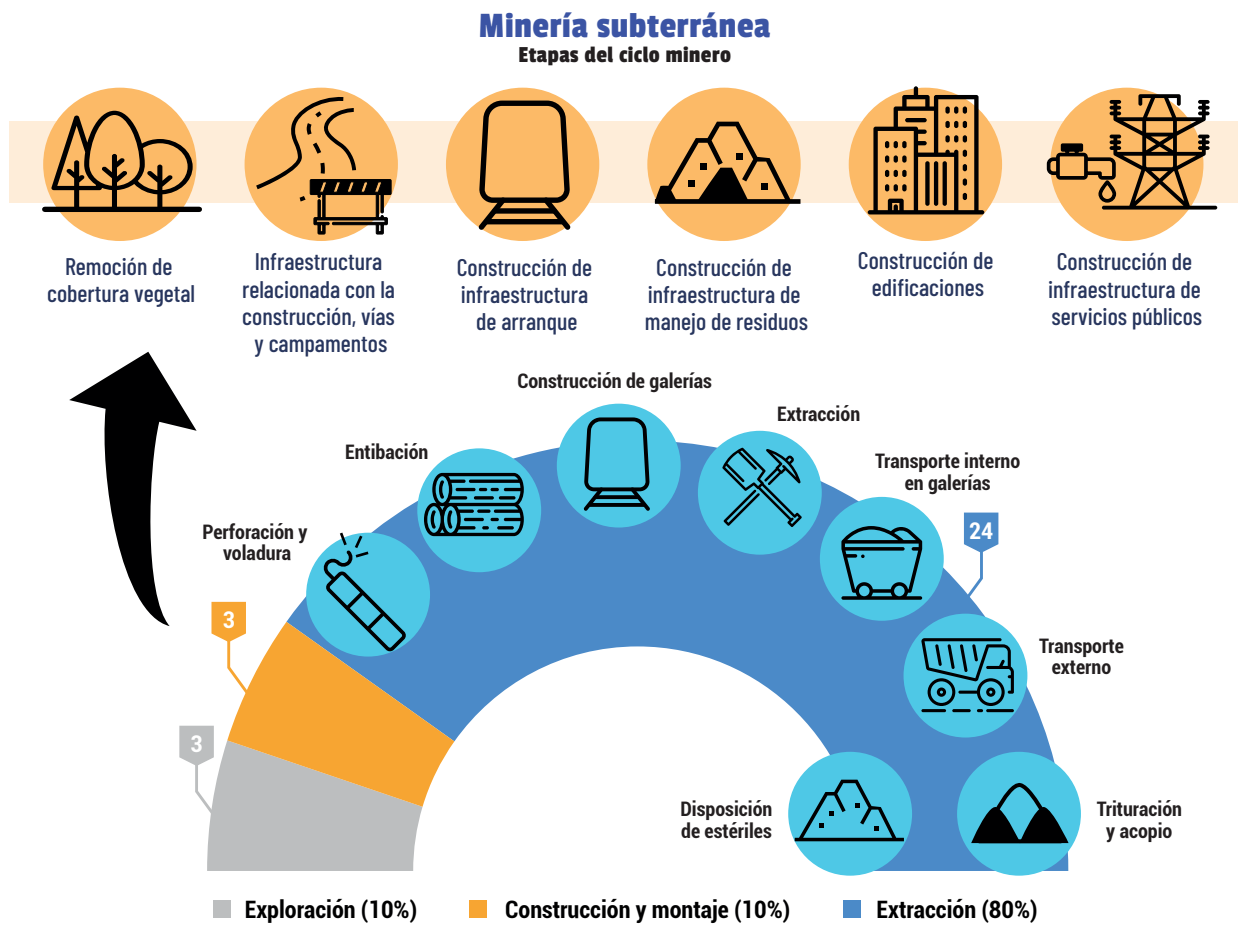 Minería subterránea
Etapas del ciclo minero
Remoción de
cobertura vegetal
Infraestructura
relacionada con la
construcción, vías
y campamentos
Construcción de
infraestructura
de arranque
Construcción de
infraestructura de
manejo de residuos
Construcción de
edificaciones
Construcción de
infraestructura de
servicios públicos
Construcción de galerías
Extracción
Entibación
Transporte interno
en galerías
Perforación y
voladura
24
3
Transporte
externo
3
Disposición
de estériles
Trituración
y acopio
Exploración (10%)
Construcción y montaje (10%)
Extracción (80%)